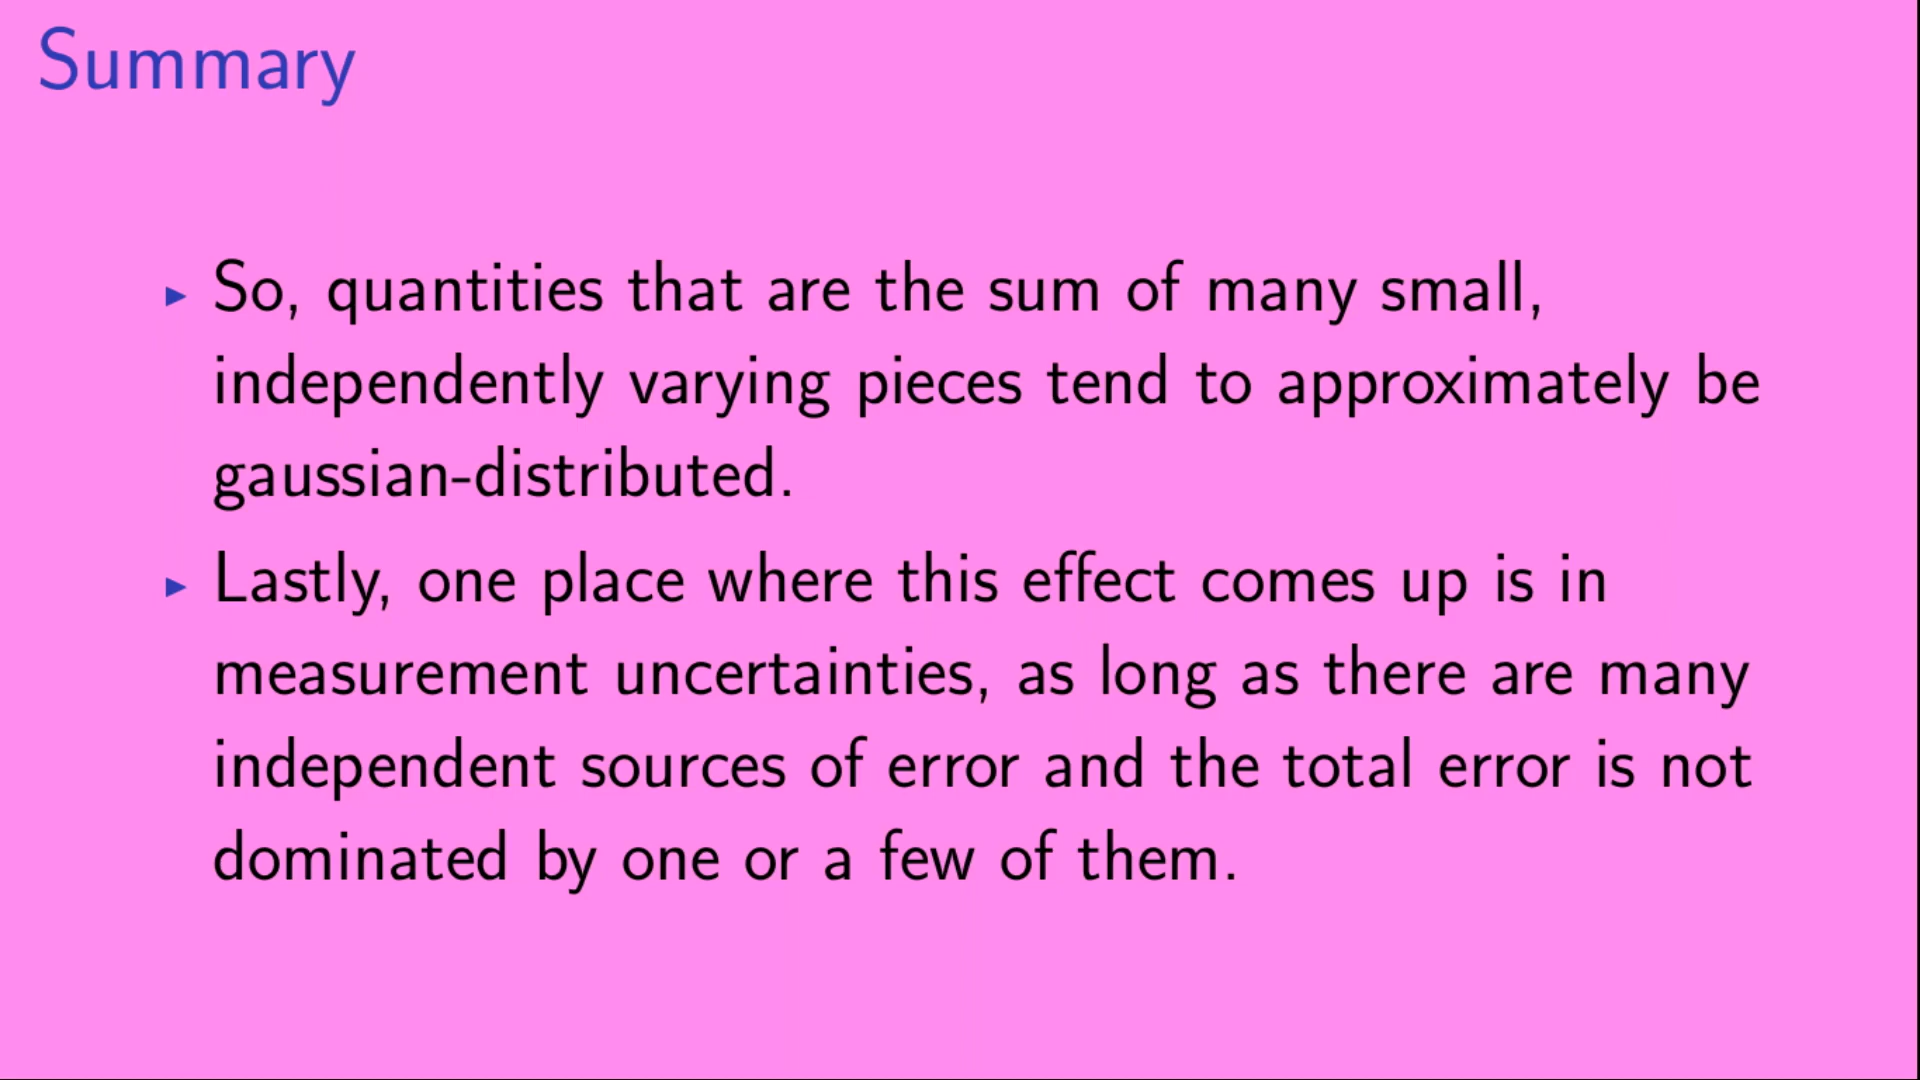 Summary
▸ So, quantities that are the sum of many small,
independently varying pieces tend to approximately be
gaussian-distributed.
▸ Lastly, one place where this effect comes up is in
measurement uncertainties, as long as there are many
independent sources of error and the total error is not
dominated by one or a few of them.